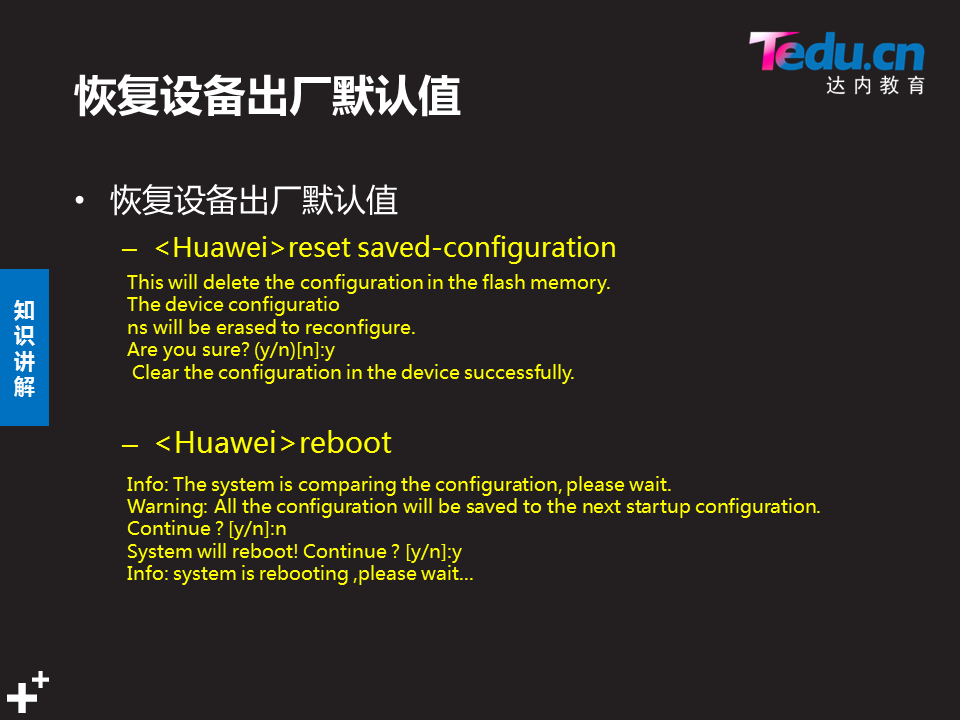 Tedu.cn
达内教育
恢复设备出厂默认值
• 恢复设备出厂默认值
– <Huawei>reset saved-configuration
This will delete the configuration in the flash memory.
The device configuratio
ns will be erased to reconfigure.
Are you sure? (y/n)[n]:y
Clear the configuration in the device successfully.
知识讲解
– <Huawei>reboot
Info: The system is comparing the configuration, please wait.
Warning: All the configuration will be saved to the next startup configuration.
Continue ? [y/n]:n
System will reboot! Continue ? [y/n]:y
Info: system is rebooting ,please wait...